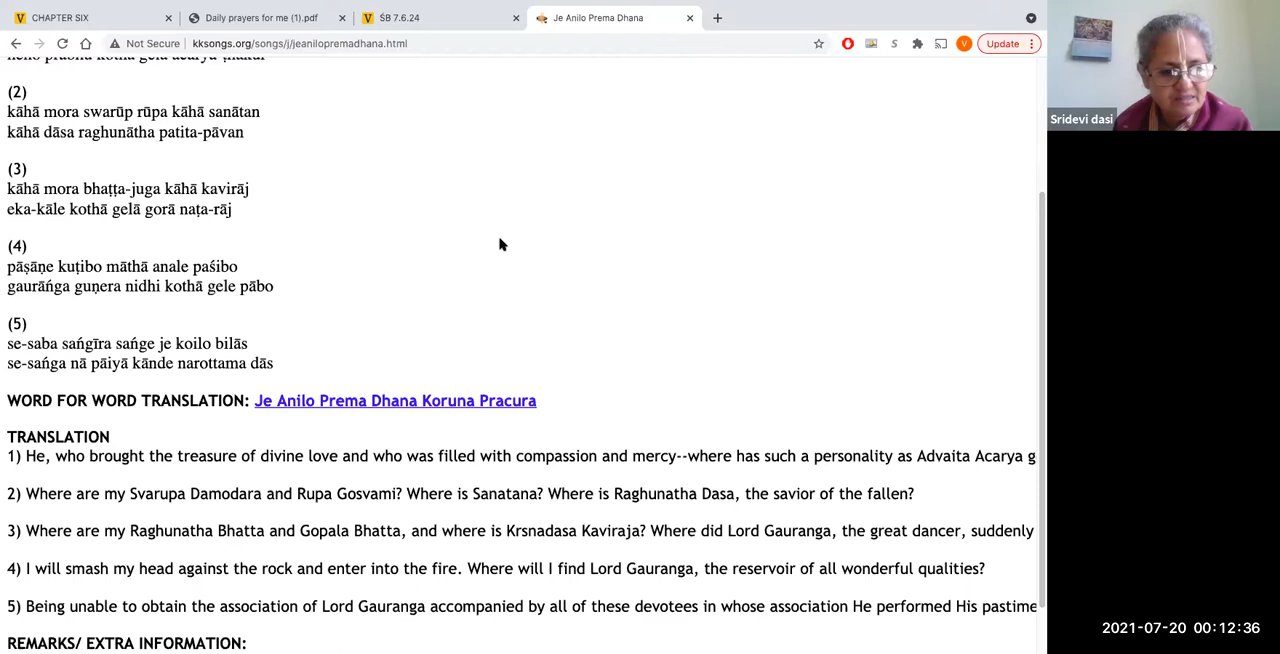 CHAPTER SIX
Daily prayers for me (1).pdf
ŚB 7.6.24
Je Anilo Prema Dhana
Not Secure
kksongs.org/songs/j/jeanilopremadhana.html
Update
(2)
kāhā mora swarūp rūpa kāhā sanātan
kāhā dāsa raghunātha patita-pāvan
(3)
kāhā mora bhaṭṭa-juga kāhā kavirāj
eka-kāle kothā gelā gorā naṭa-rāj
(4)
pāṣāṇe kuṭibo māthā anale paśibo
gaurāṅga guṇera nidhi kothā gele pābo
(5)
se-saba saṅgīra saṅge je koilo bilās
se-saṅga nā pāiyā kānde narottama dās
WORD FOR WORD TRANSLATION: Je Anilo Prema Dhana Koruna Pracura
TRANSLATION
1) He, who brought the treasure of divine love and who was filled with compassion and mercy--where has such a personality as Advaita Acarya g
2) Where are my Svarupa Damodara and Rupa Gosvami? Where is Sanatana? Where is Raghunatha Dasa, the savior of the fallen?
3) Where are my Raghunatha Bhatta and Gopala Bhatta, and where is Krsnadasa Kaviraja? Where did Lord Gauranga, the great dancer, suddenly
4) I will smash my head against the rock and enter into the fire. Where will I find Lord Gauranga, the reservoir of all wonderful qualities?
5) Being unable to obtain the association of Lord Gauranga accompanied by all of these devotees in whose association He performed His pastime
REMARKS/ EXTRA INFORMATION:
Sridevi dasi
2021-07-20 00:12:36